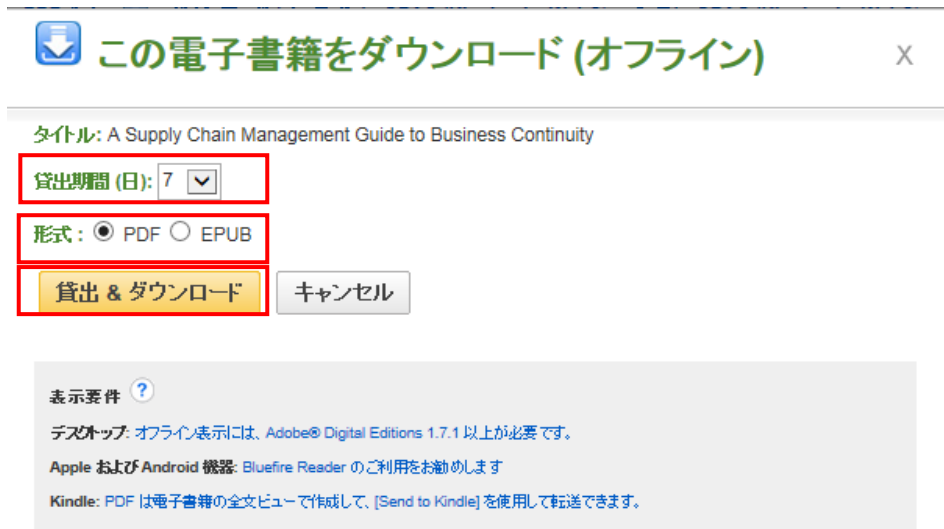 この電子書籍をダウンロード (オフライン) X
タイトル: A Supply Chain Management Guide to Business Continuity
貸出期間 (日): 7
形式 : PDF EPUB
貸出 & ダウンロード キャンセル
表示要件 ?
デスクトップ: オフライン表示には、Adobe® Digital Editions 1.7.1 以上が必要です。
Apple および Android 機器: Bluefire Reader のご利用をお勧めします
Kindle: PDF は電子書籍の全文ビューで作成して、[Send to Kindle] を使用して転送できます。